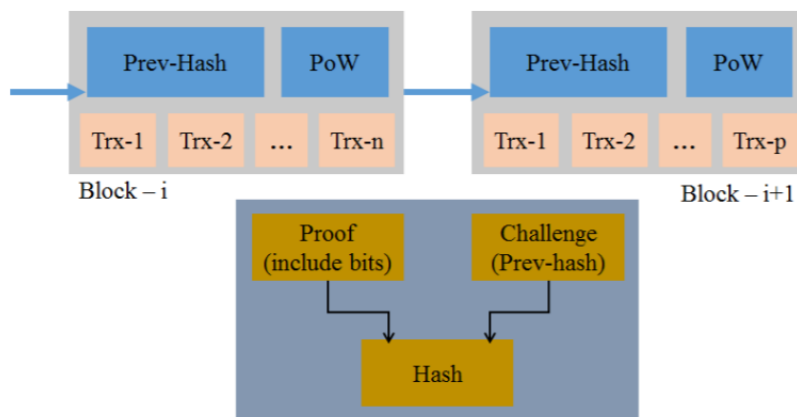 Prev-Hash
PoW
Trx-1
Trx-2
...
Trx-n
Block – i
Prev-Hash
PoW
Trx-1
Trx-2
...
Trx-p
Block – i+1
Proof
(include bits)
Challenge
(Prev-hash)
Hash